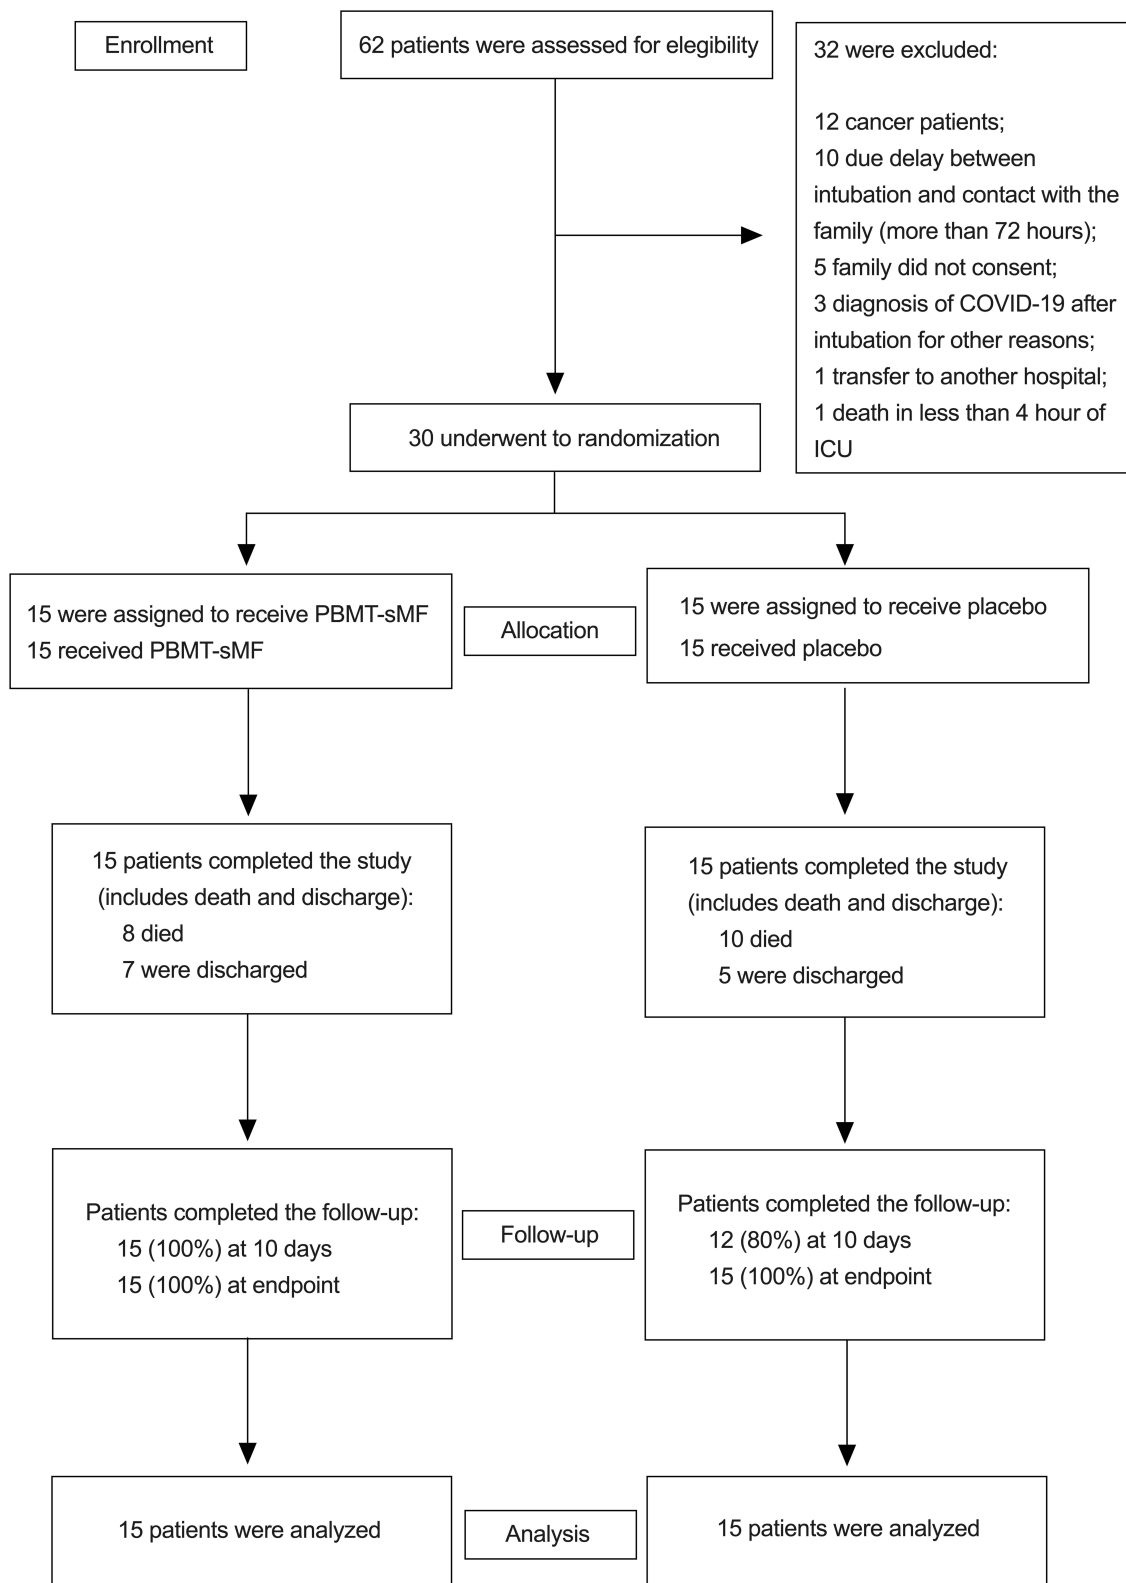 Enrollment
62 patients were assessed for elegibility
32 were excluded:
12 cancer patients;
10 due delay between
intubation and contact with the
family (more than 72 hours);
5 family did not consent;
3 diagnosis of COVID-19 after
intubation for other reasons;
1 transfer to another hospital;
1 death in less than 4 hour of
ICU
30 underwent to randomization
15 were assigned to receive PBMT-sMF
15 received PBMT-sMF
Allocation
15 were assigned to receive placebo
15 received placebo
15 patients completed the study
(includes death and discharge):
8 died
7 were discharged
15 patients completed the study
(includes death and discharge):
10 died
5 were discharged
Patients completed the follow-up:
15 (100%) at 10 days
15 (100%) at endpoint
Follow-up
Patients completed the follow-up:
12 (80%) at 10 days
15 (100%) at endpoint
15 patients were analyzed
Analysis
15 patients were analyzed